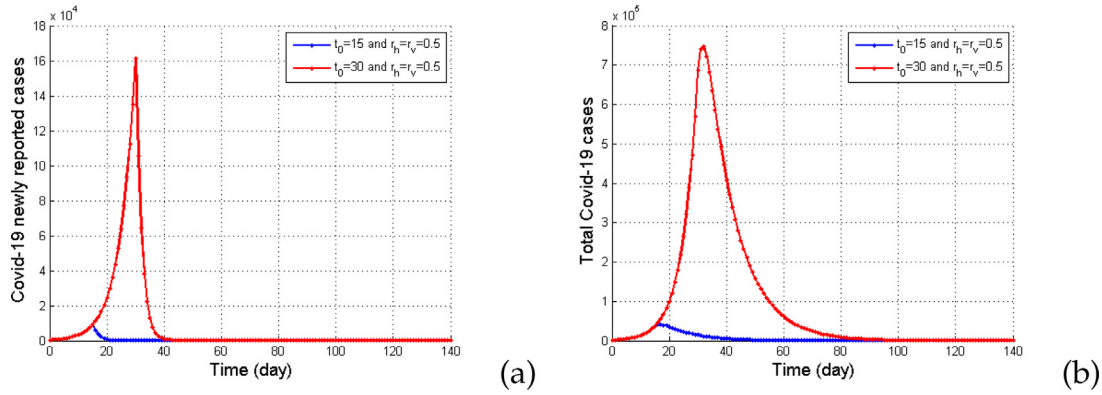 x 10⁴
18
16
14
12
10
8
6
4
2
0
Covid-19 newly reported cases
t₀=15 and rₕ=rᵥ=0.5
t₀=30 and rₕ=rᵥ=0.5
0 20 40 60 80 100 120 140
Time (day)
(a)
x 10⁵
8
7
6
5
4
3
2
1
0
Total Covid-19 cases
t₀=15 and rₕ=rᵥ=0.5
t₀=30 and rₕ=rᵥ=0.5
0 20 40 60 80 100 120 140
Time (day)
(b)